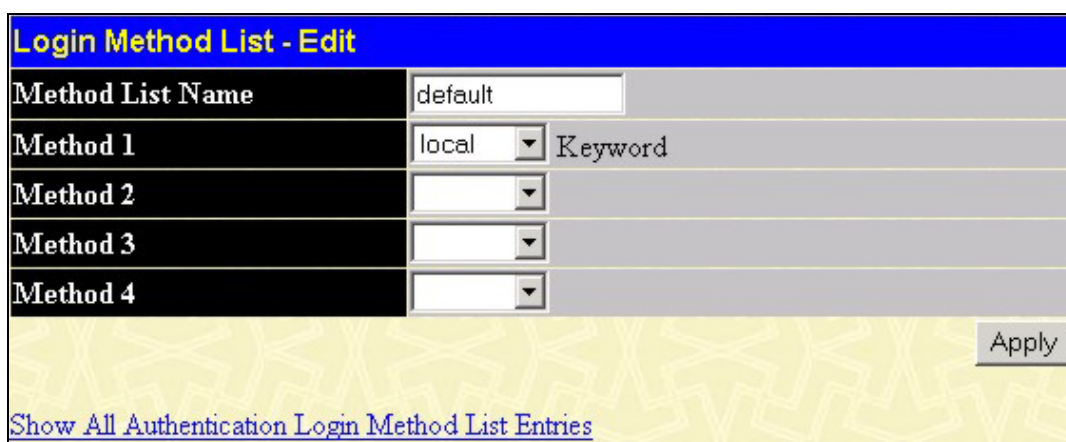 Login Method List - Edit
Method List Name default
Method 1 local Keyword
Method 2
Method 3
Method 4
Apply
Show All Authentication Login Method List Entries